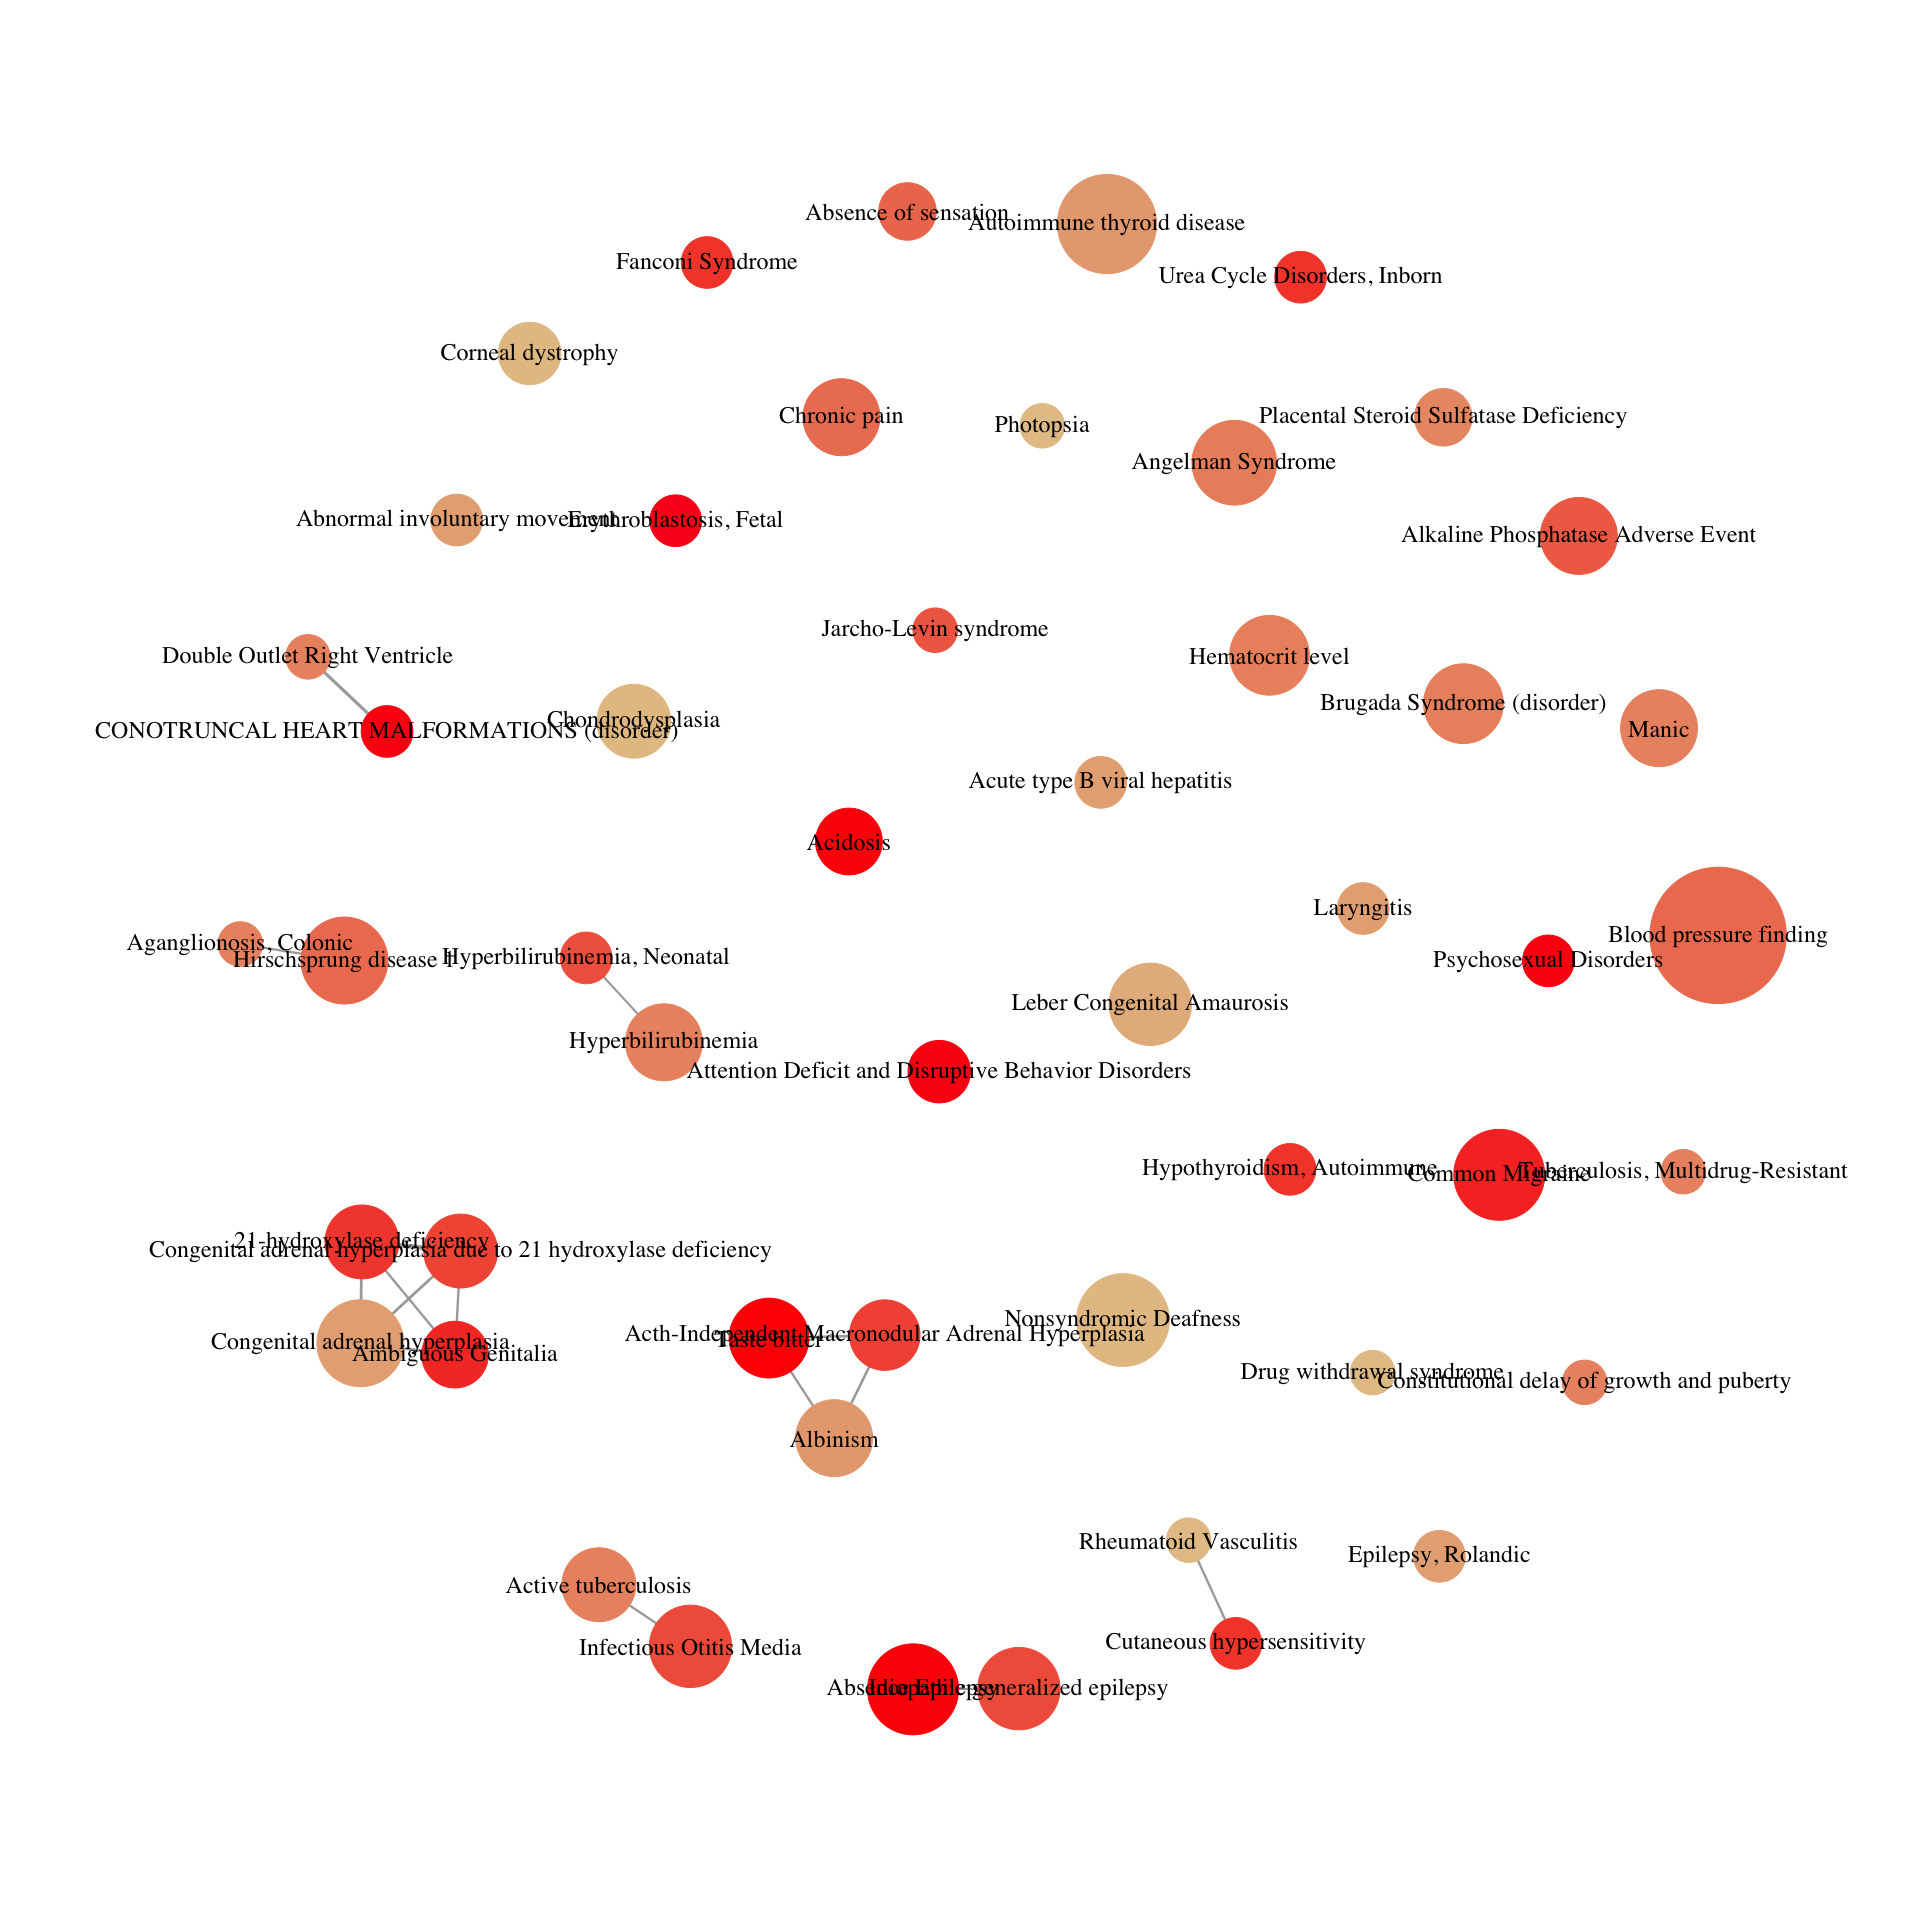 Absence of sensation
Autoimmune thyroid disease
Fanconi Syndrome
Urea Cycle Disorders, Inborn
Corneal dystrophy
Chronic pain
Photopsia
Placental Steroid Sulfatase Deficiency
Angelman Syndrome
Abnormal involuntary movement
Erythroblastosis, Fetal
Alkaline Phosphatase Adverse Event
Jarcho-Levin syndrome
Double Outlet Right Ventricle
Hematocrit level
Brugada Syndrome (disorder)
Manic
Chondrodysplasia
CONOTRUNCAL HEART MALFORMATIONS (disorder)
Acute type B viral hepatitis
Acidosis
Laryngitis
Blood pressure finding
Aganglionosis, Colonic
Hirschsprung disease 1
Hyperbilirubinemia, Neonatal
Psychosexual Disorders
Leber Congenital Amaurosis
Hyperbilirubinemia
Attention Deficit and Disruptive Behavior Disorders
Hypothyroidism, Autoimmune
Common Migraine
Tuberculosis, Multidrug-Resistant
21-hydroxylase deficiency
Congenital adrenal hyperplasia due to 21 hydroxylase deficiency
Congenital adrenal hyperplasia
Ambiguous Genitalia
Acth-Independent Macronodular Adrenal Hyperplasia
Taste bitter
Nonsyndromic Deafness
Drug withdrawal syndrome
Constitutional delay of growth and puberty
Albinism
Rheumatoid Vasculitis
Epilepsy, Rolandic
Active tuberculosis
Infectious Otitis Media
Cutaneous hypersensitivity
Absence Epilepsy
Idiopathic generalized epilepsy